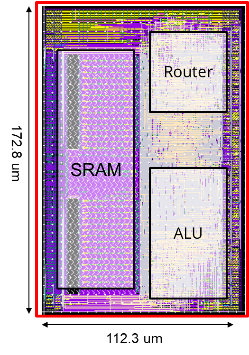 Router
172.8 um
SRAM
ALU
112.3 um